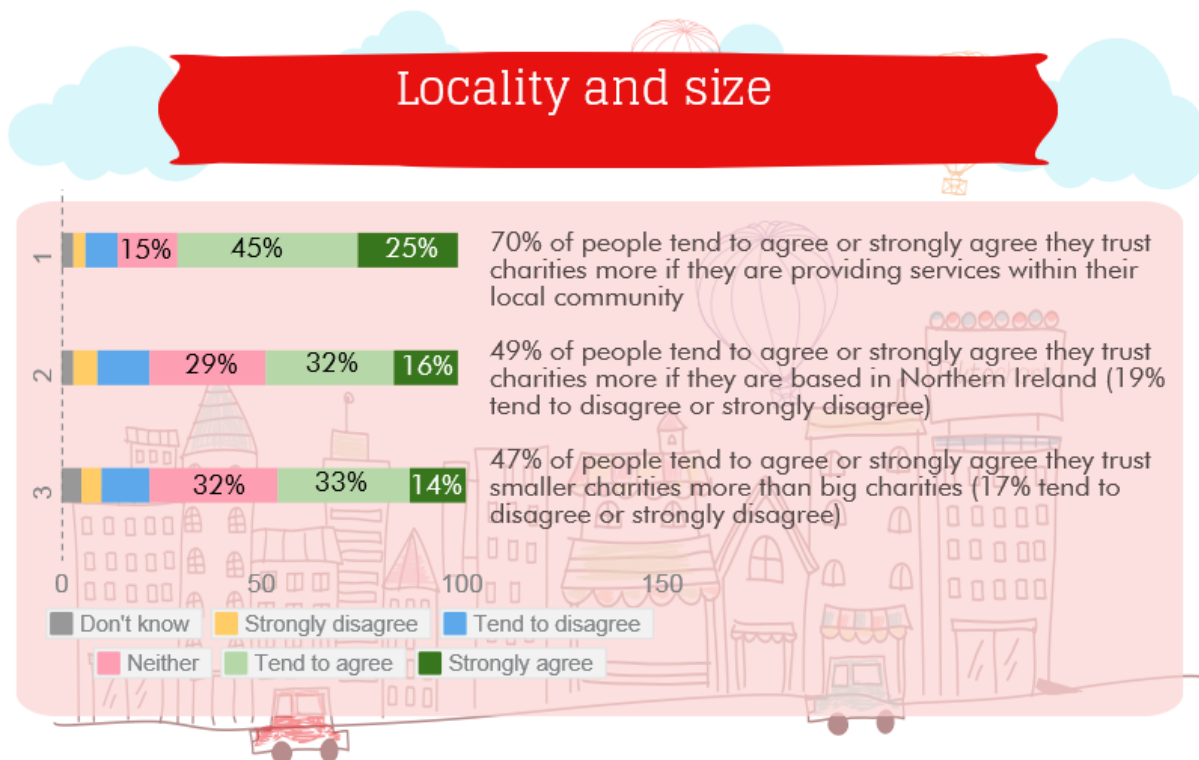 Locality and size
1
15% 45% 25%
70% of people tend to agree or strongly agree they trust
charities more if they are providing services within their
local community
2
29% 32% 16%
49% of people tend to agree or strongly agree they trust
charities more if they are based in Northern Ireland (19%
tend to disagree or strongly disagree)
3
32% 33% 14%
47% of people tend to agree or strongly agree they trust
smaller charities more than big charities (17% tend to
disagree or strongly disagree)
0 50 100 150
Don't know Strongly disagree Tend to disagree
Neither Tend to agree Strongly agree